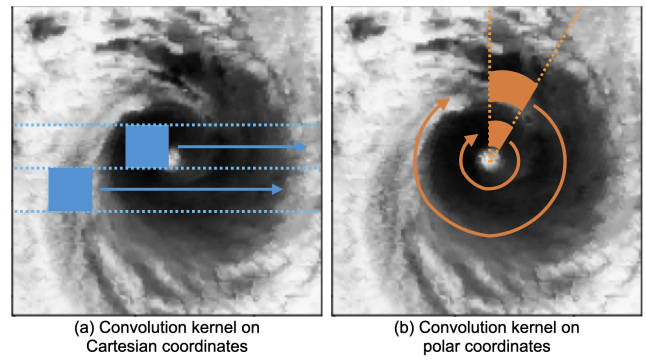 (a) Convolution kernel on
Cartesian coordinates
(b) Convolution kernel on
polar coordinates